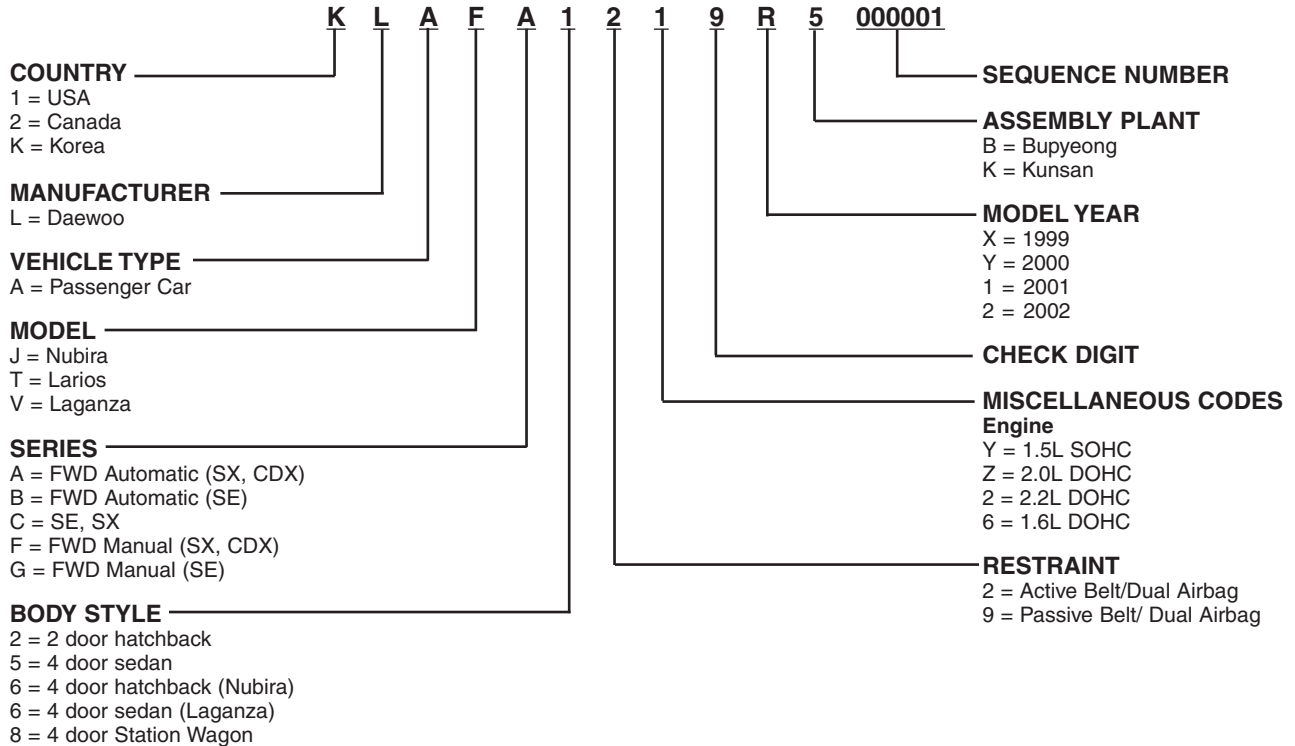 K L A F A 1 2 1 9 R 5 000001
COUNTRY
1 = USA
2 = Canada
K = Korea
MANUFACTURER
L = Daewoo
VEHICLE TYPE
A = Passenger Car
MODEL
J = Nubira
T = Larios
V = Laganza
SERIES
A = FWD Automatic (SX, CDX)
B = FWD Automatic (SE)
C = SE, SX
F = FWD Manual (SX, CDX)
G = FWD Manual (SE)
BODY STYLE
2 = 2 door hatchback
5 = 4 door sedan
6 = 4 door hatchback (Nubira)
6 = 4 door sedan (Laganza)
8 = 4 door Station Wagon
SEQUENCE NUMBER
ASSEMBLY PLANT
B = Bupyeong
K = Kunsan
MODEL YEAR
X = 1999
Y = 2000
1 = 2001
2 = 2002
CHECK DIGIT
MISCELLANEOUS CODES
Engine
Y = 1.5L SOHC
Z = 2.0L DOHC
2 = 2.2L DOHC
6 = 1.6L DOHC
RESTRAINT
2 = Active Belt/Dual Airbag
9 = Passive Belt/ Dual Airbag